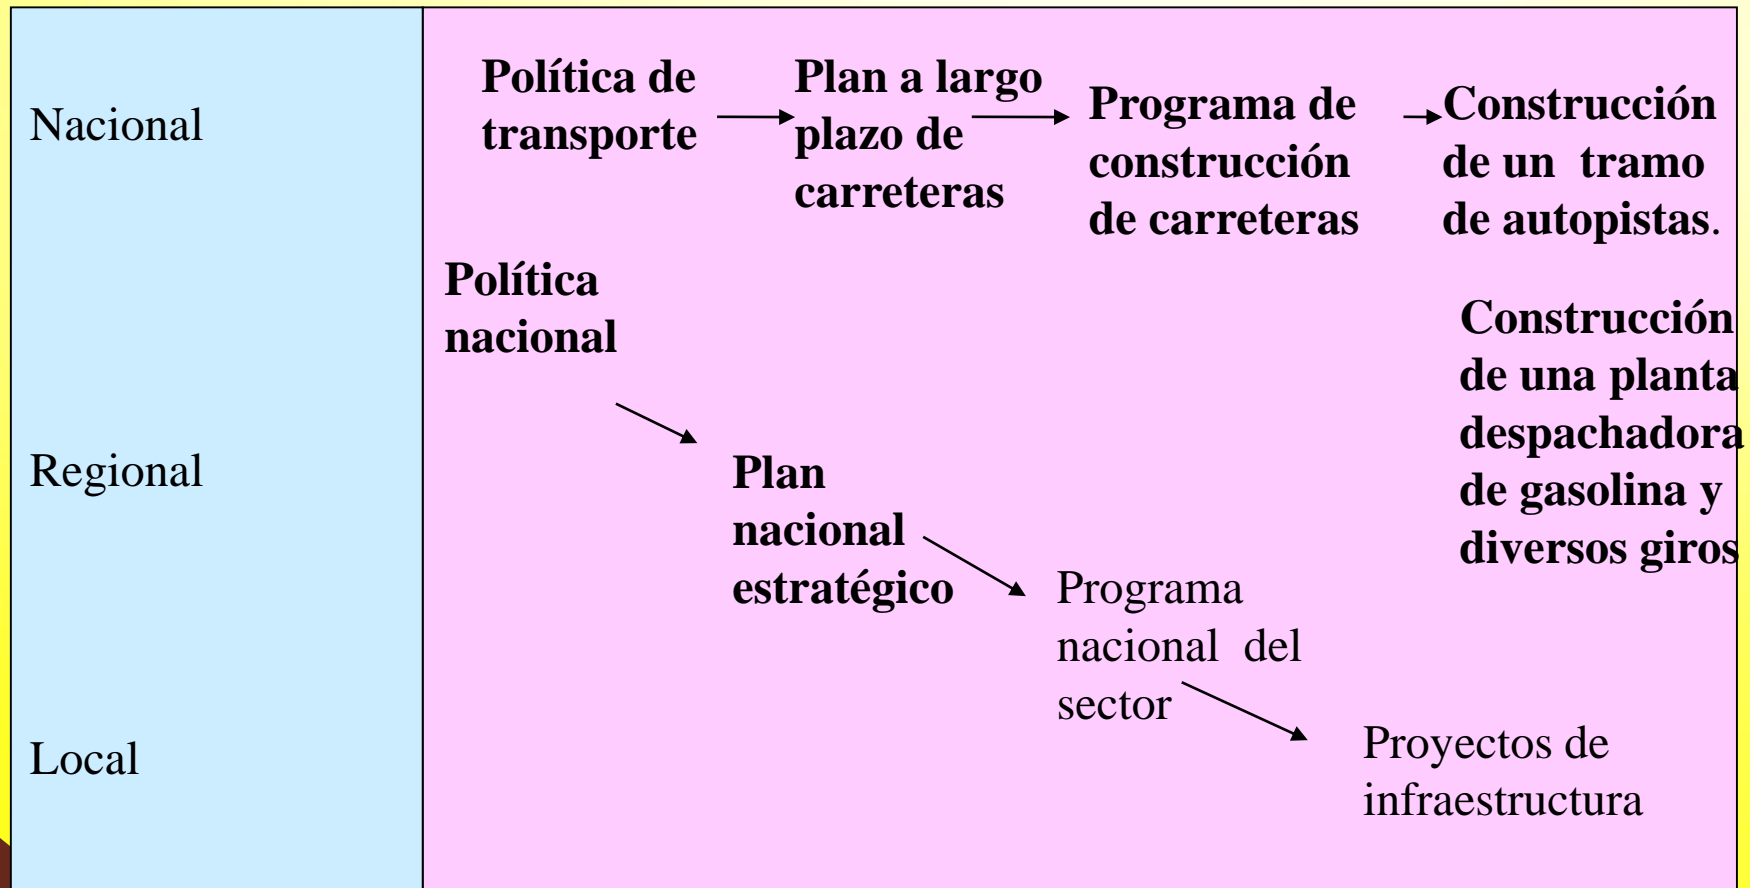 Nacional
Política de
transporte
Plan a largo
plazo de
carreteras
Programa de
construcción
de carreteras
Construcción
de un tramo
de autopistas.
Política
nacional
Construcción
de una planta
despachadora
de gasolina y
diversos giros
Regional
Plan
nacional
estratégico
Programa
nacional del
sector
Local
Proyectos de
infraestructura